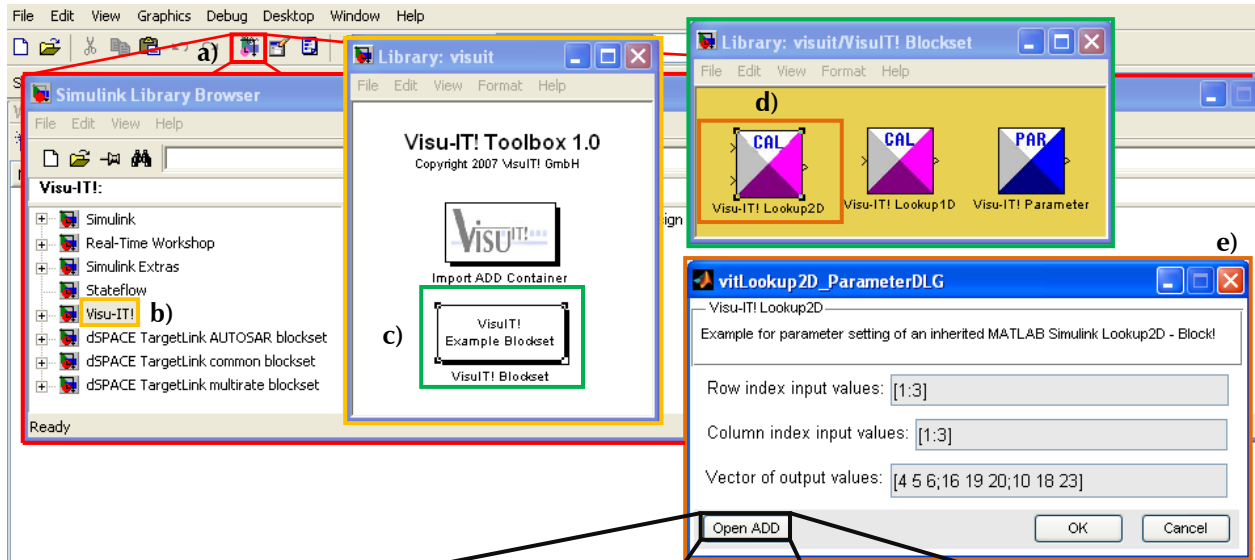 File Edit View Graphics Debug Desktop Window Help
a)
Simulink Library Browser
File Edit View Help
Visu-IT!:
Simulink
Real-Time Workshop
Simulink Extras
Stateflow
Visu-IT! b)
dSPACE TargetLink AUTOSAR blockset
dSPACE TargetLink common blockset
dSPACE TargetLink multirate blockset
Ready
Library: visuit
File Edit View Format Help
Visu-IT! Toolbox 1.0
Copyright 2007 VisuIT! GmbH
VISU IT!
Import ADD Container
c)
VisuIT!
Example Blockset
VisuIT! Blockset
Library: visuit/VisuIT! Blockset
File Edit View Format Help
d)
CAL CAL PAR
Visu-IT! Lookup2D Visu-IT! Lookup1D Visu-IT! Parameter
e)
vitLookup2D_ParameterDLG
Visu-IT! Lookup2D
Example for parameter setting of an inherited MATLAB Simulink Lookup2D - Block!
Row index input values: [1:3]
Column index input values: [1:3]
Vector of output values: [4 5 6;16 19 20;10 18 23]
Open ADD OK Cancel